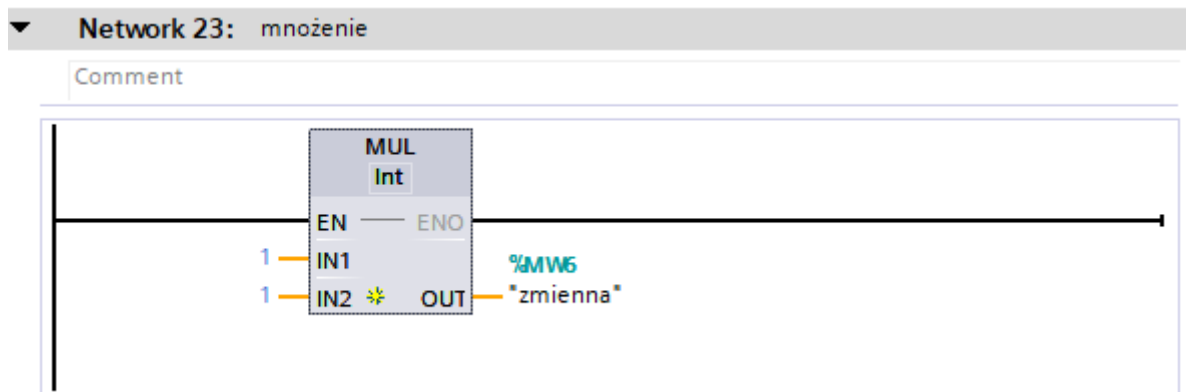 Network 23: mnożenie
Comment
MUL
Int
EN ENO
1 IN1
%MW6
1 IN2 OUT "zmienna"